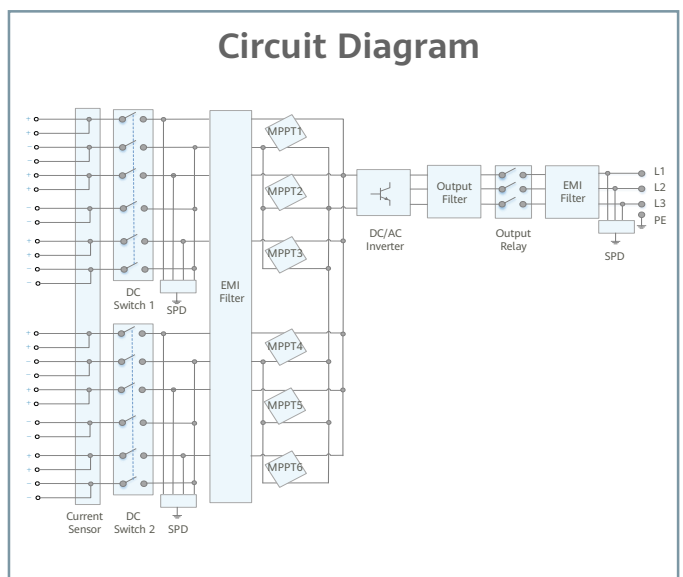 Circuit Diagram
+
+
−
−
+
+
−
−
+
+
−
−
DC
Switch 1
SPD
EMI
Filter
MPPT1
MPPT2
MPPT3
MPPT4
MPPT5
MPPT6
DC/AC
Inverter
Output
Filter
Output
Relay
EMI
Filter
L1
L2
L3
PE
SPD
+
+
−
−
+
+
−
−
+
+
−
−
Current
Sensor
DC
Switch 2
SPD